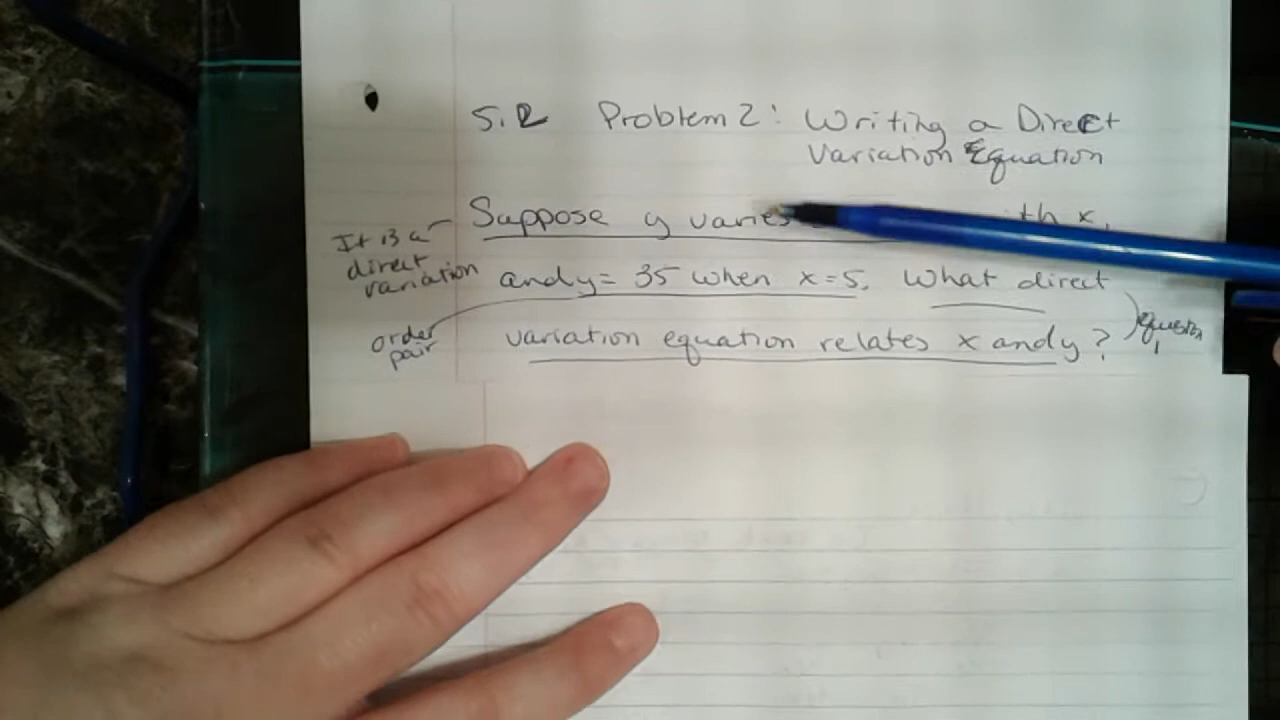 5.2 Problem 2: Writing a Direct
Variation Equation
Suppose y varies th x,
and y = 35 when x = 5. What direct
variation equation relates x and y?
It is a
direct
variation
order
pair